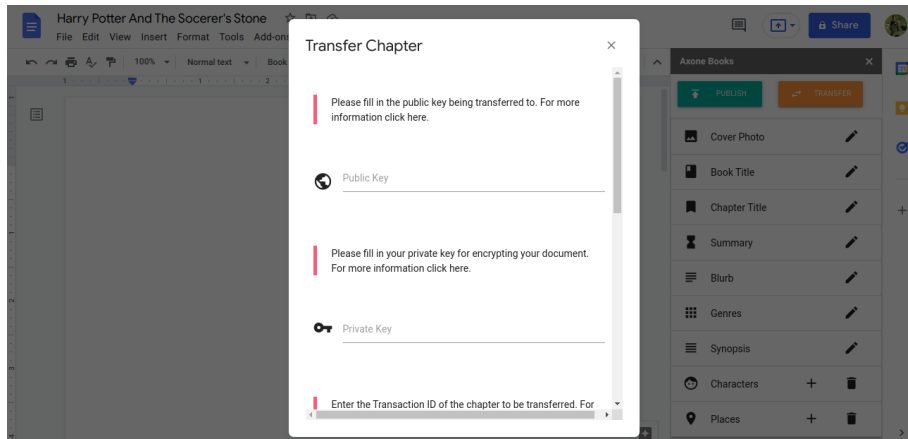 Harry Potter And The Socerer's Stone
File Edit View Insert Format Tools Add-ons
Share
100% Normal text Book
1 1 2
Transfer Chapter
Please fill in the public key being transferred to. For more
information click here.
Public Key
Please fill in your private key for encrypting your document.
For more information click here.
Private Key
Enter the Transaction ID of the chapter to be transferred. For
Axone Books
PUBLISH
TRANSFER
Cover Photo
Book Title
Chapter Title
Summary
Blurb
Genres
Synopsis
Characters
Places